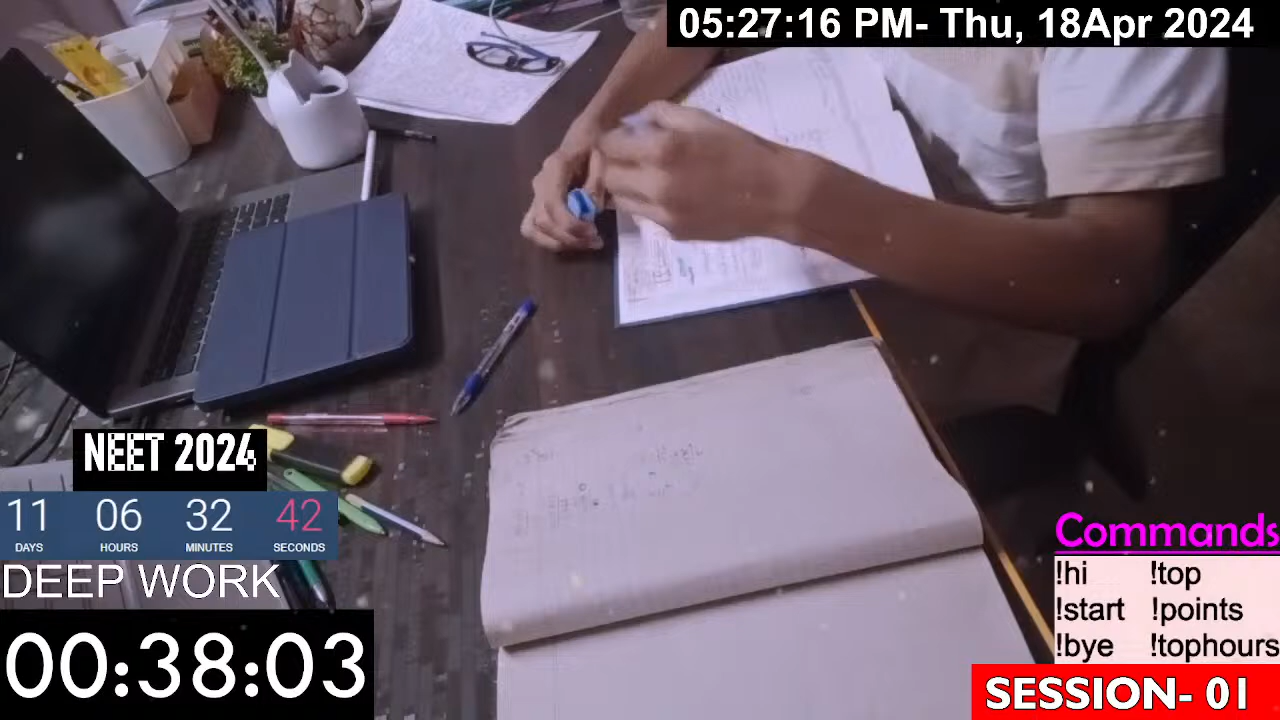 05:27:16 PM- Thu, 18Apr 2024
NEET 2024
11 06 32 42
DAYS HOURS MINUTES SECONDS
DEEP WORK
00:38:03
Commands
!hi !top
!start !points
!bye !tophours
SESSION- 01